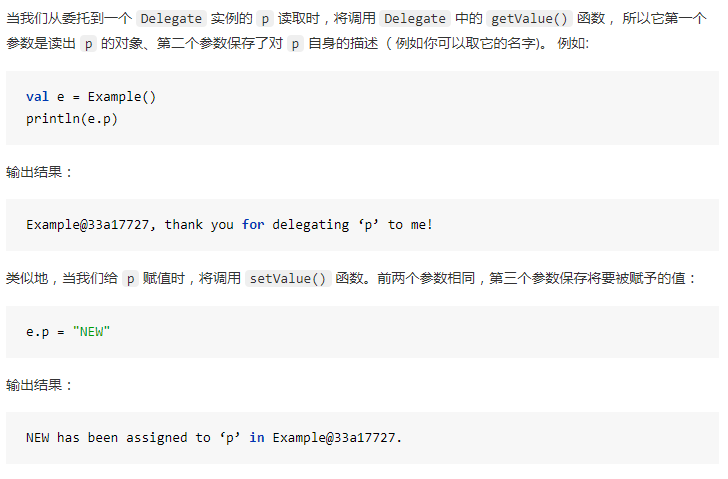 当我们从委托到一个 Delegate 实例的 p 读取时，将调用 Delegate 中的 getValue() 函数， 所以它第一个
参数是读出 p 的对象、第二个参数保存了对 p 自身的描述 （ 例如你可以取它的名字)。 例如:
val e = Example()
println(e.p)
输出结果：
Example@33a17727, thank you for delegating ‘p’ to me!
类似地，当我们给 p 赋值时，将调用 setValue() 函数。前两个参数相同，第三个参数保存将要被赋予的值：
e.p = "NEW"
输出结果：
NEW has been assigned to ‘p’ in Example@33a17727.